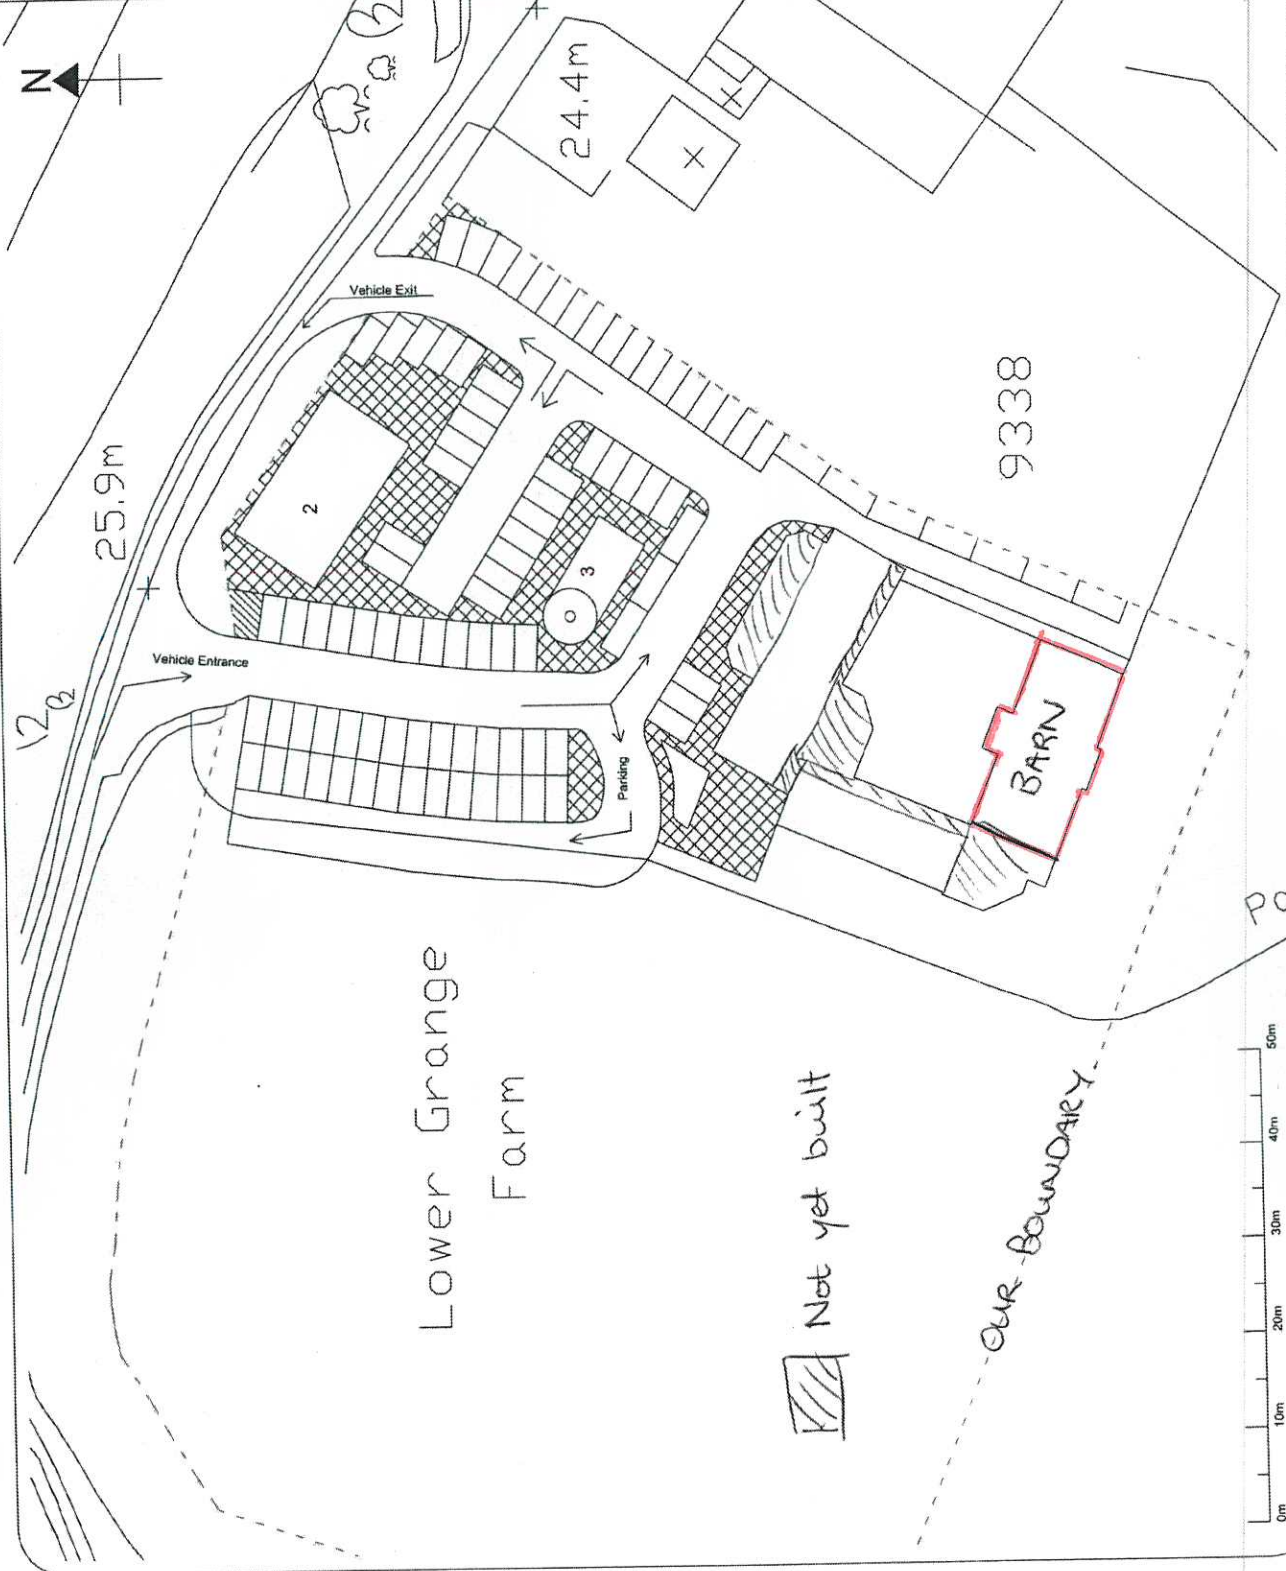 N
25.9m
24.4m
Vehicle Exit
Vehicle Entrance
2
3
Parking
9338
BARN
Lower Grange
Farm
Not yet built
OUR BOUNDARY
0m
10m
20m
30m
40m
50m